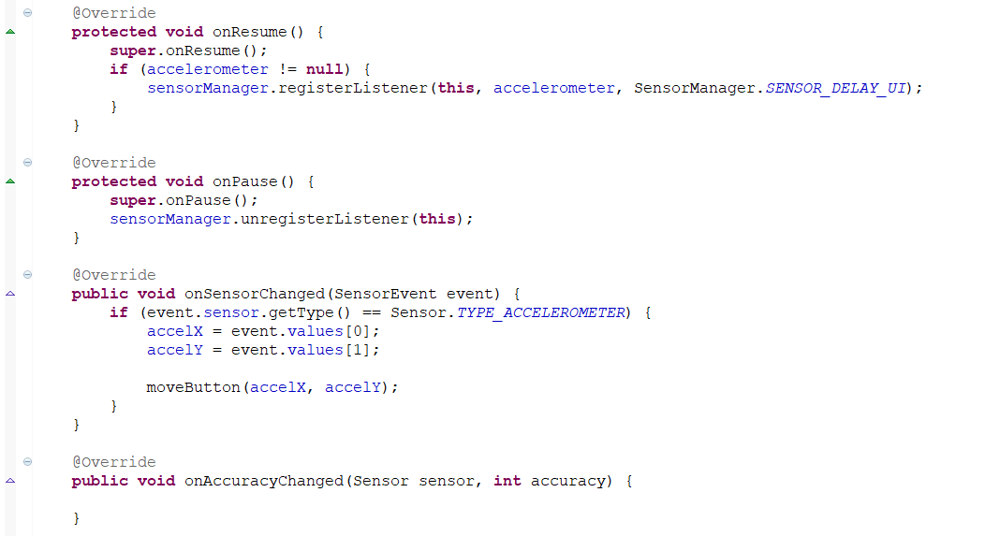 @Override
protected void onResume() {
super.onResume();
if (accelerometer != null) {
sensorManager.registerListener(this, accelerometer, SensorManager.SENSOR_DELAY_UI);
}
}
@Override
protected void onPause() {
super.onPause();
sensorManager.unregisterListener(this);
}
@Override
public void onSensorChanged(SensorEvent event) {
if (event.sensor.getType() == Sensor.TYPE_ACCELEROMETER) {
accelX = event.values[0];
accelY = event.values[1];
moveButton(accelX, accelY);
}
}
@Override
public void onAccuracyChanged(Sensor sensor, int accuracy) {
}